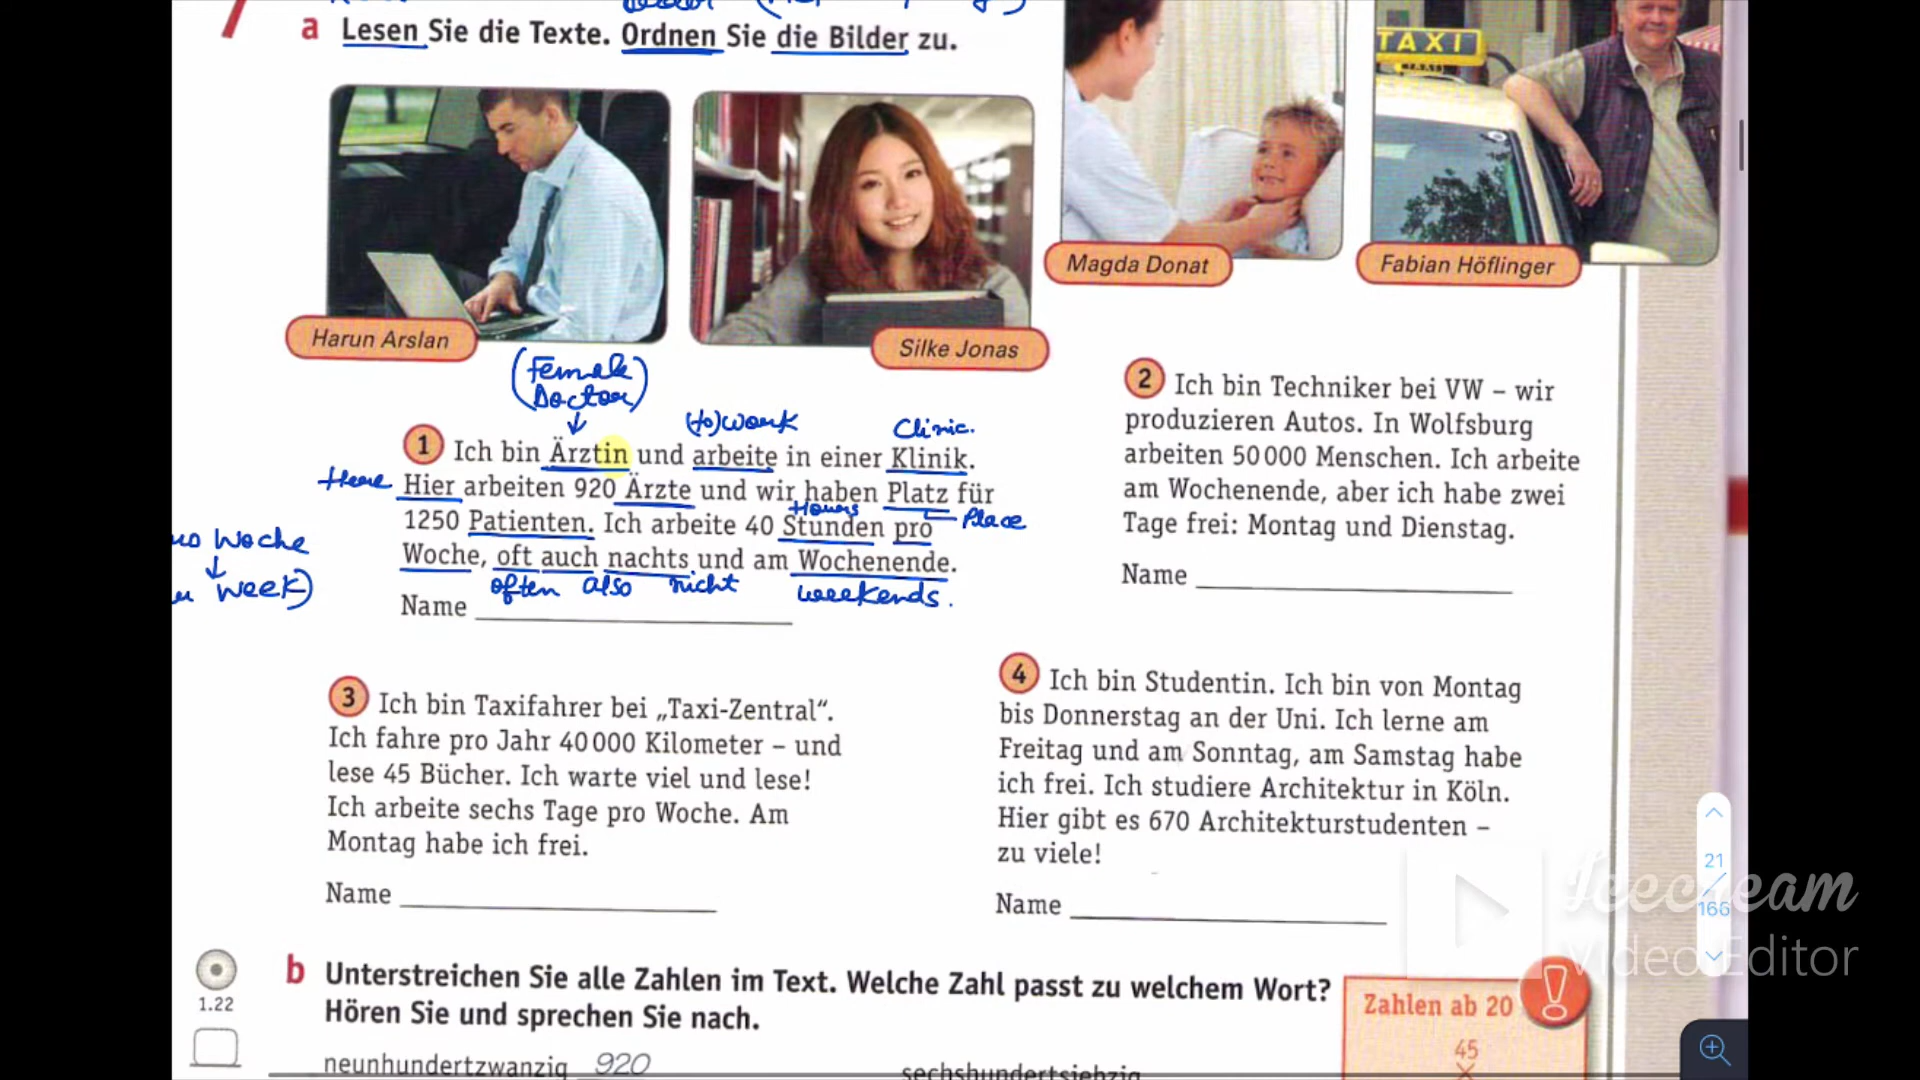 7
a Lesen Sie die Texte. Ordnen Sie die Bilder zu.
TAXI
Harun Arslan
Silke Jonas
Magda Donat
Fabian Höflinger
(Female
Doctor)
(to) work
Clinic.
1 Ich bin Ärztin und arbeite in einer Klinik.
Here
Hier arbeiten 920 Ärzte und wir haben Platz für
Hours
Place
1250 Patienten. Ich arbeite 40 Stunden pro
Woche, oft auch nachts und am Wochenende.
Woche
week)
often also nicht weekends.
Name
2 Ich bin Techniker bei VW – wir
produzieren Autos. In Wolfsburg
arbeiten 50 000 Menschen. Ich arbeite
am Wochenende, aber ich habe zwei
Tage frei: Montag und Dienstag.
Name
3 Ich bin Taxifahrer bei „Taxi-Zentral“.
Ich fahre pro Jahr 40 000 Kilometer – und
lese 45 Bücher. Ich warte viel und lese!
Ich arbeite sechs Tage pro Woche. Am
Montag habe ich frei.
Name
4 Ich bin Studentin. Ich bin von Montag
bis Donnerstag an der Uni. Ich lerne am
Freitag und am Sonntag, am Samstag habe
ich frei. Ich studiere Architektur in Köln.
Hier gibt es 670 Architekturstudenten –
zu viele!
Name
21
166
Icecream
Video Editor
1.22
b Unterstreichen Sie alle Zahlen im Text. Welche Zahl passt zu welchem Wort?
Hören Sie und sprechen Sie nach.
Zahlen ab 20
!
45
neunhundertzwanzig 920
sechshundertsiebzig